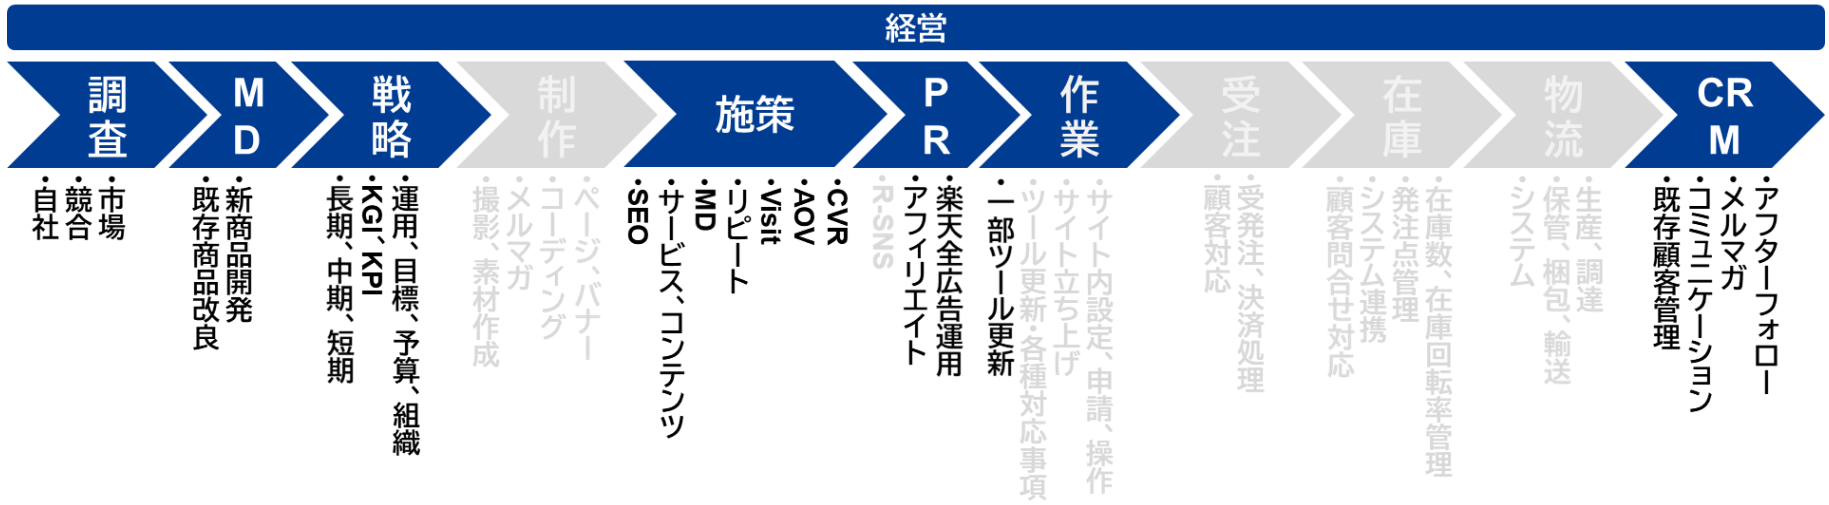 経営
調査
・市場
・競合
・自社
MD
・新商品開発
・既存商品改良
戦略
・運用、目標、予算、組織
・KGI、KPI
・長期、中期、短期
制作
・ページ、バナー
・コーディング
・メルマガ
・撮影、素材作成
施策
・CVR
・AOV
・Visit
・リピート
・MD
・サービス、コンテンツ
・SEO
PR
・楽天全広告運用
・アフィリエイト
・R-SNS
作業
・サイト内設定、申請、操作
・サイト立ち上げ
・ツール更新・各種対応事項
・一部ツール更新
受注
・受発注、決済処理
・顧客対応
在庫
・在庫数、在庫回転率管理
・発注点管理
・システム連携
・顧客問合せ対応
物流
・生産、調達
・保管、梱包、輸送
・システム
CRM
・アフターフォロー
・メルマガ
・コミュニケーション
・既存顧客管理